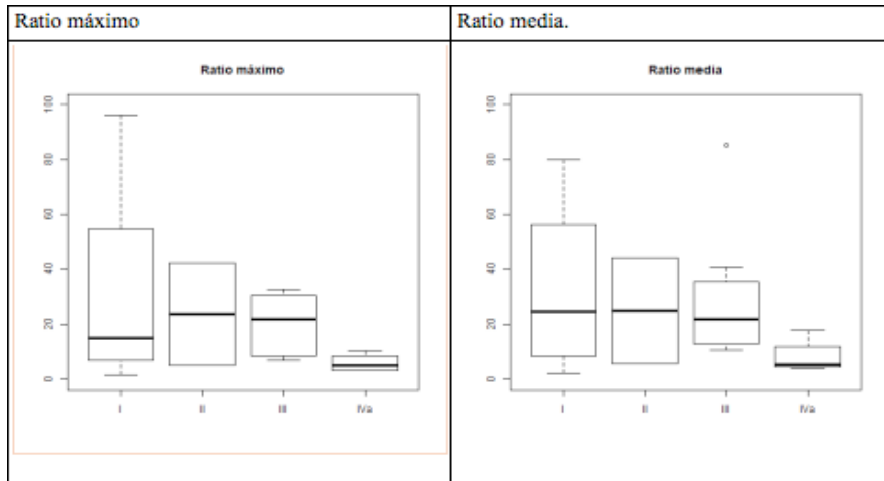 Ratio máximo
Ratio media.
Ratio máximo
100
80
60
40
20
0
I
II
III
IVa
Ratio media
100
80
60
40
20
0
I
II
III
IVa